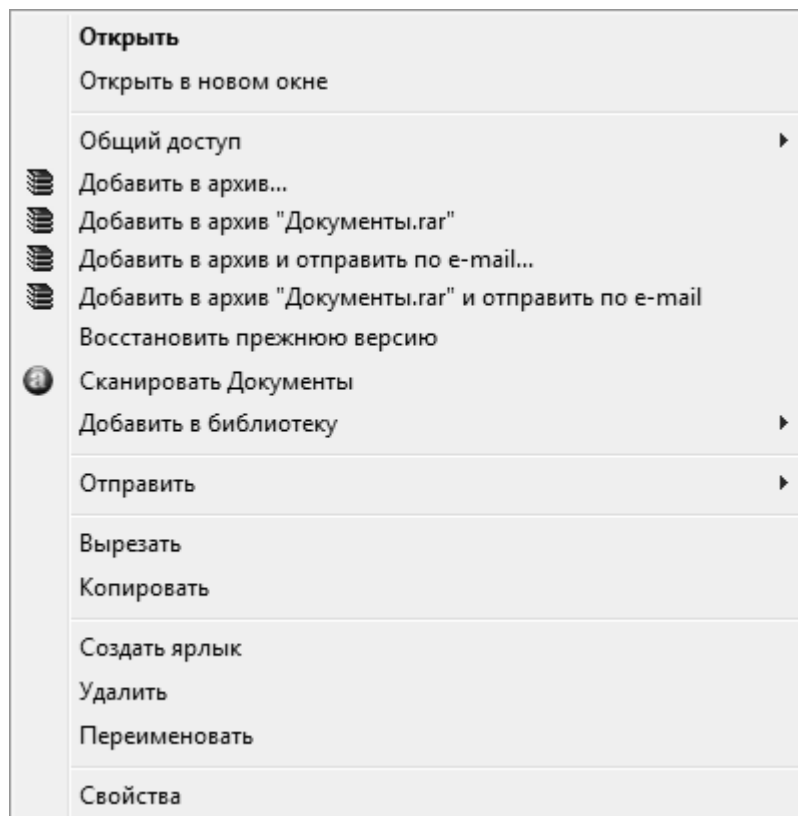 Открыть
Открыть в новом окне
Общий доступ
Добавить в архив...
Добавить в архив "Документы.rar"
Добавить в архив и отправить по e-mail...
Добавить в архив "Документы.rar" и отправить по e-mail
Восстановить прежнюю версию
a Сканировать Документы
Добавить в библиотеку
Отправить
Вырезать
Копировать
Создать ярлык
Удалить
Переименовать
Свойства